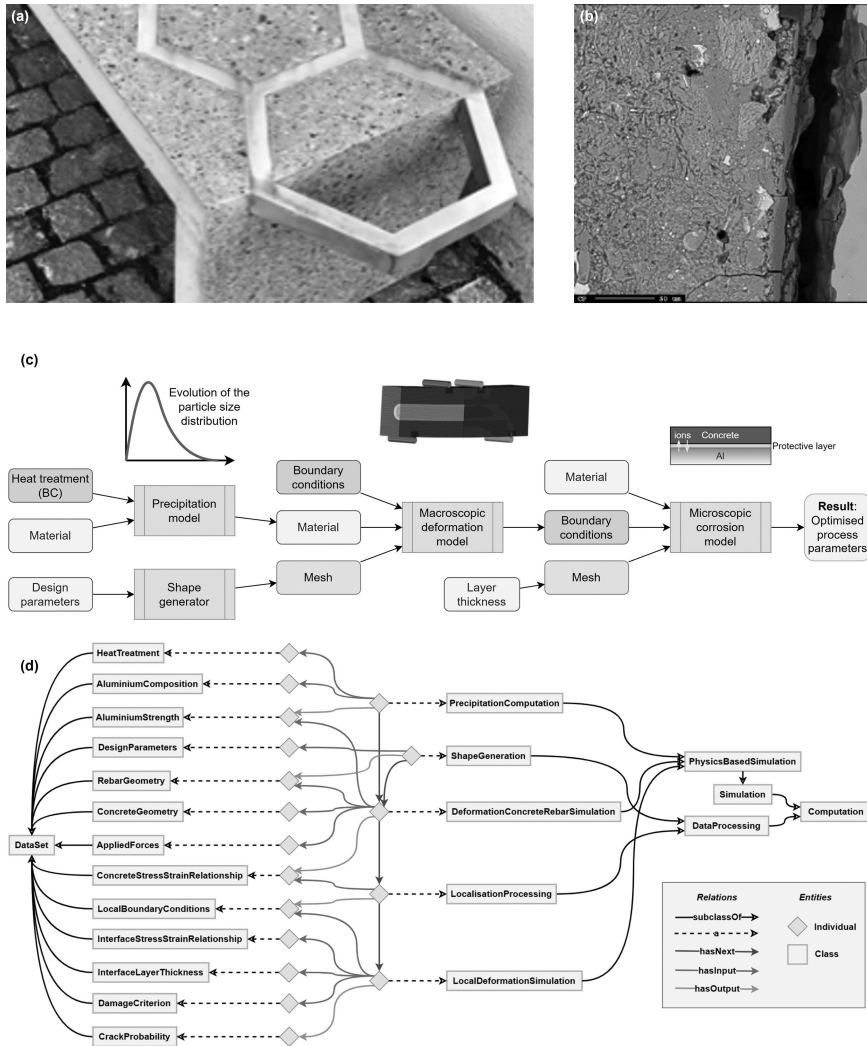 (a)
(b)
CSP
30 um
(c)
Evolution of the
particle size
distribution
ions
Concrete
Protective layer
Al
Heat treatment
(BC)
Material
Precipitation
model
Boundary
conditions
Material
Macroscopic
deformation
model
Material
Boundary
conditions
Microscopic
corrosion
model
Result:
Optimised
process
parameters
Design
parameters
Shape
generator
Mesh
Layer
thickness
Mesh
(d)
HeatTreatment
AluminiumComposition
AluminiumStrength
DesignParameters
RebarGeometry
ConcreteGeometry
DataSet
AppliedForces
ConcreteStressStrainRelationship
LocalBoundaryConditions
InterfaceStressStrainRelationship
InterfaceLayerThickness
DamageCriterion
CrackProbability
PrecipitationComputation
ShapeGeneration
DeformationConcreteRebarSimulation
LocalisationProcessing
LocalDeformationSimulation
PhysicsBasedSimulation
Simulation
Computation
DataProcessing
Relations
Entities
subclassOf
a
hasNext
hasInput
hasOutput
Individual
Class